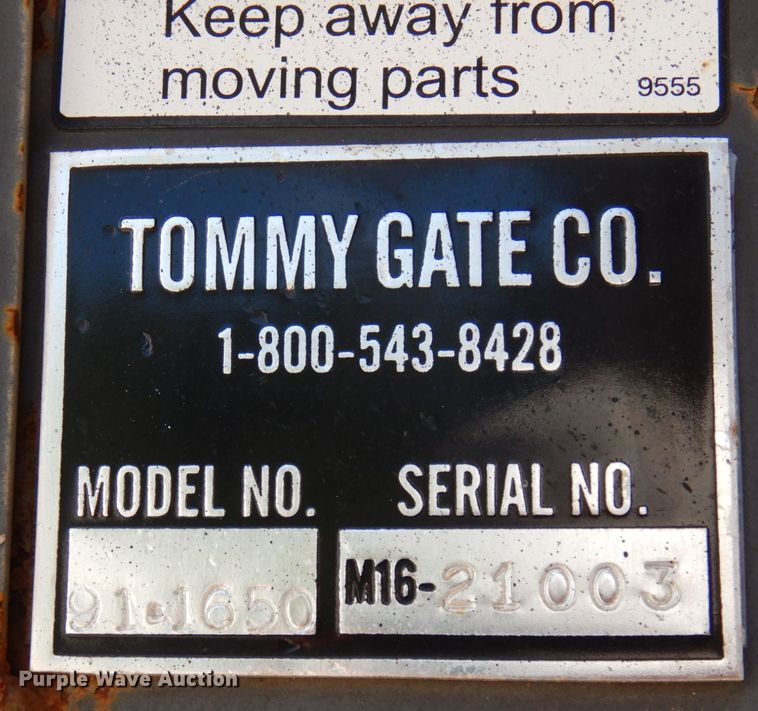 Keep away from
moving parts
9555
TOMMY GATE CO.
1-800-543-8428
MODEL NO. SERIAL NO.
91-1650 M16-21003
Purple Wave Auction